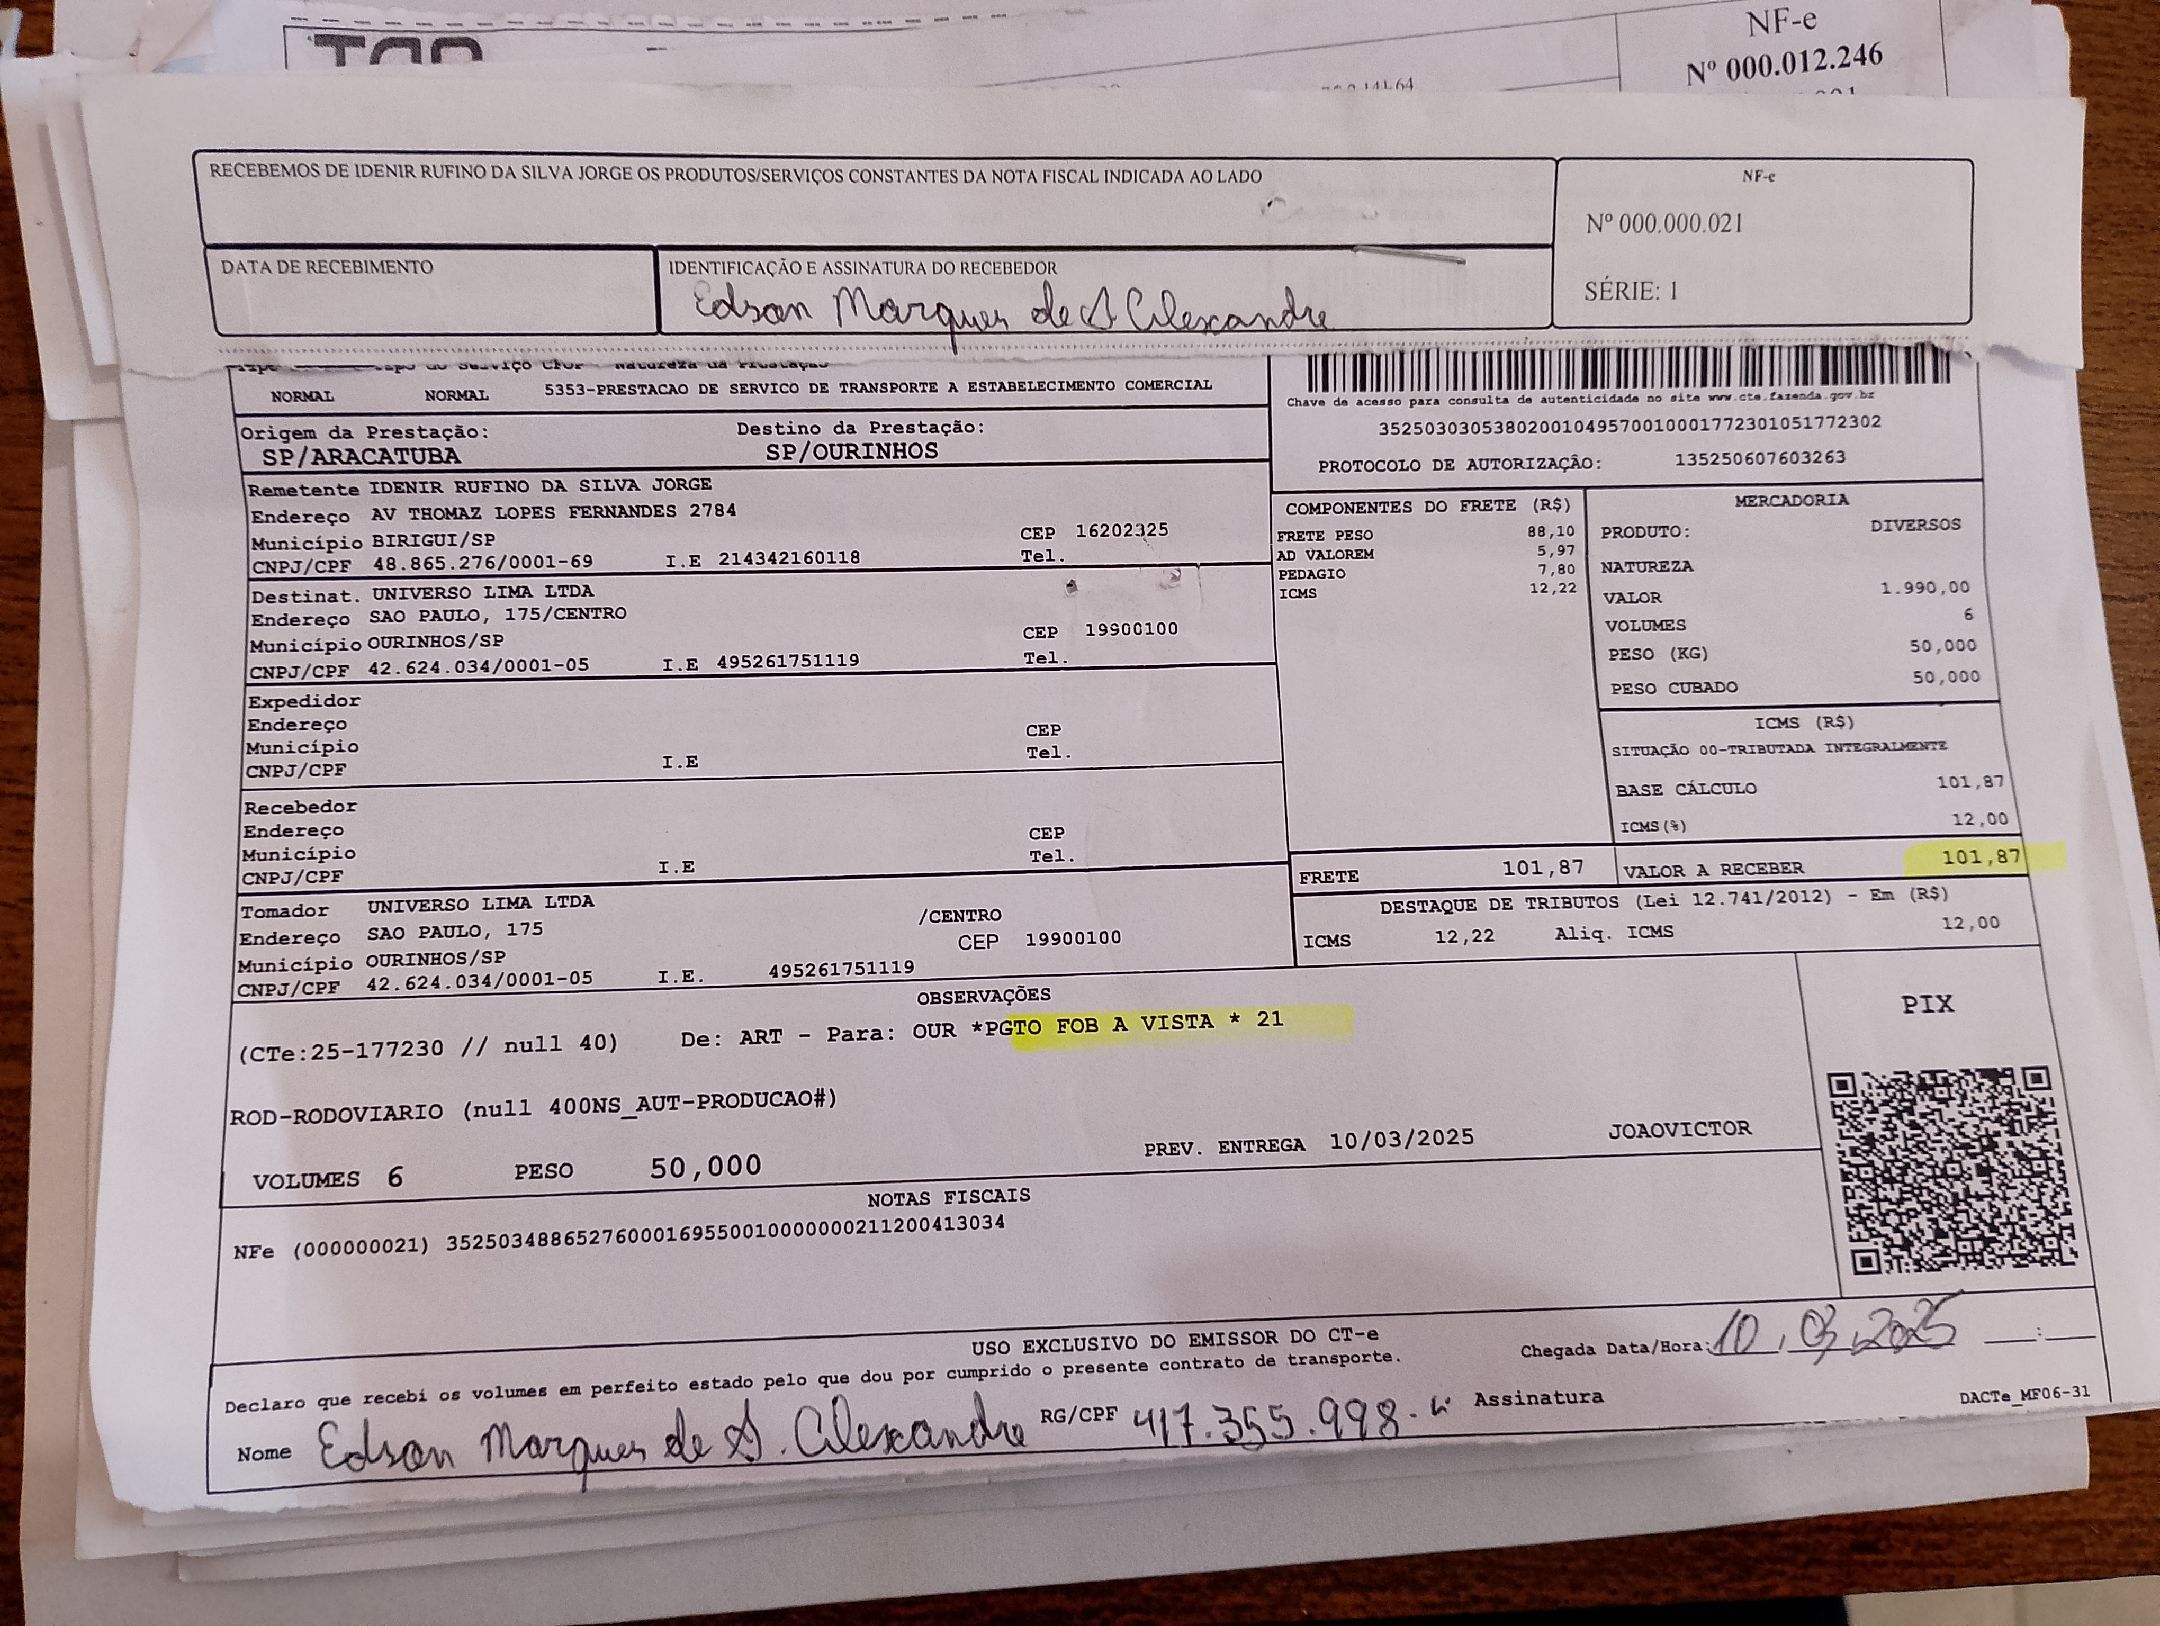 NF-e
Nº 000.012.246
RECEBEMOS DE IDENIR RUFINO DA SILVA JORGE OS PRODUTOS/SERVIÇOS CONSTANTES DA NOTA FISCAL INDICADA AO LADO
NF-e
Nº 000.000.021
SÉRIE: 1
DATA DE RECEBIMENTO
IDENTIFICAÇÃO E ASSINATURA DO RECEBEDOR
Edson Marques de S Alexandre
NORMAL NORMAL 5353-PRESTACAO DE SERVICO DE TRANSPORTE A ESTABELECIMENTO COMERCIAL
Chave de acesso para consulta de autenticidade no site www.cte.fazenda.gov.br
35250303053802001049570010001772301051772302
PROTOCOLO DE AUTORIZAÇÃO: 135250607603263
Origem da Prestação: Destino da Prestação:
SP/ARACATUBA SP/OURINHOS
Remetente IDENIR RUFINO DA SILVA JORGE
Endereço AV THOMAZ LOPES FERNANDES 2784
Município BIRIGUI/SP CEP 16202325
CNPJ/CPF 48.865.276/0001-69 I.E 214342160118 Tel.
Destinat. UNIVERSO LIMA LTDA
Endereço SAO PAULO, 175/CENTRO
Município OURINHOS/SP CEP 19900100
CNPJ/CPF 42.624.034/0001-05 I.E 495261751119 Tel.
Expedidor
Endereço
Município CEP
CNPJ/CPF I.E Tel.
Recebedor
Endereço
Município CEP
CNPJ/CPF I.E Tel.
Tomador UNIVERSO LIMA LTDA
Endereço SAO PAULO, 175 /CENTRO
Município OURINHOS/SP CEP 19900100
CNPJ/CPF 42.624.034/0001-05 I.E. 495261751119
COMPONENTES DO FRETE (R$)
FRETE PESO 88,10
AD VALOREM 5,97
PEDAGIO 7,80
ICMS 12,22
MERCADORIA
PRODUTO: DIVERSOS
NATUREZA
VALOR 1.990,00
VOLUMES 6
PESO (KG) 50,000
PESO CUBADO 50,000
ICMS (R$)
SITUAÇÃO 00-TRIBUTADA INTEGRALMENTE
BASE CÁLCULO 101,87
ICMS(%) 12,00
FRETE 101,87 VALOR A RECEBER 101,87
DESTAQUE DE TRIBUTOS (Lei 12.741/2012) - Em (R$)
ICMS 12,22 Aliq. ICMS 12,00
OBSERVAÇÕES
(CTe:25-177230 // null 40) De: ART - Para: OUR *PGTO FOB A VISTA * 21
ROD-RODOVIARIO (null 400NS_AUT-PRODUCAO#)
PREV. ENTREGA 10/03/2025 JOAOVICTOR
VOLUMES 6 PESO 50,000
PIX
NOTAS FISCAIS
NFe (000000021) 35250348865276000169550010000000211200413034
USO EXCLUSIVO DO EMISSOR DO CT-e
Declaro que recebi os volumes em perfeito estado pelo que dou por cumprido o presente contrato de transporte.
Chegada Data/Hora: 10.03.2025 __:__
Nome Edson Marques de S. Alexandre RG/CPF 417.355.998- Assinatura
DACTe_MF06-31